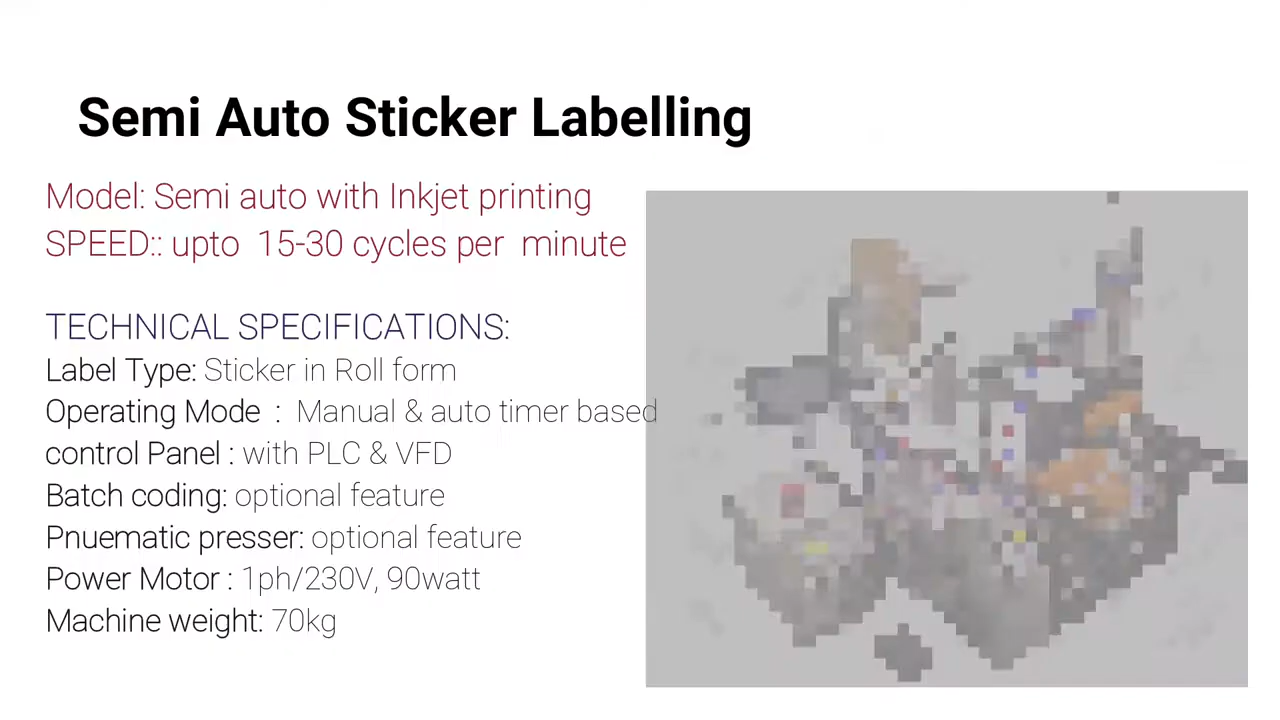 Semi Auto Sticker Labelling
Model: Semi auto with Inkjet printing
SPEED:: upto 15-30 cycles per minute
TECHNICAL SPECIFICATIONS:
Label Type: Sticker in Roll form
Operating Mode : Manual & auto timer based
control Panel : with PLC & VFD
Batch coding: optional feature
Pnuematic presser: optional feature
Power Motor : 1ph/230V, 90watt
Machine weight: 70kg